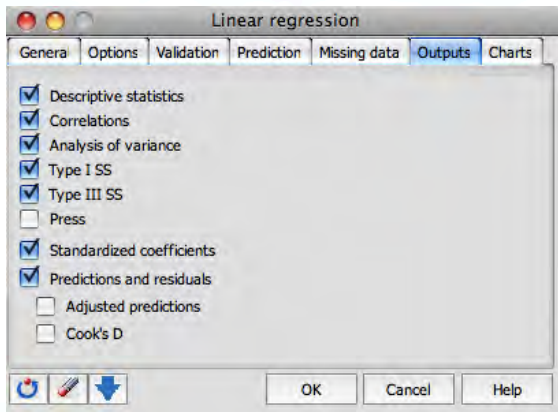 Linear regression
Genera Options Validation Prediction Missing data Outputs Charts
Descriptive statistics
Correlations
Analysis of variance
Type I SS
Type III SS
Press
Standardized coefficients
Predictions and residuals
Adjusted predictions
Cook's D
OK Cancel Help